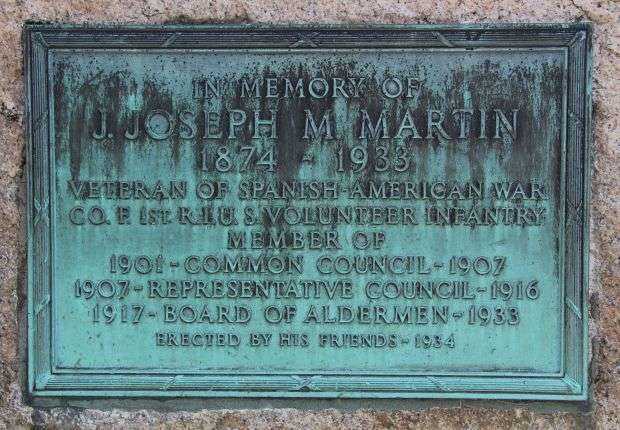 IN MEMORY OF
J. JOSEPH M. MARTIN
1874 - 1933
VETERAN OF SPANISH-AMERICAN WAR
CO. F. 1ST R.I. U.S. VOLUNTEER INFANTRY
MEMBER OF
1901 - COMMON COUNCIL - 1907
1907 - REPRESENTATIVE COUNCIL - 1916
1917 - BOARD OF ALDERMEN - 1933
ERECTED BY HIS FRIENDS - 1934